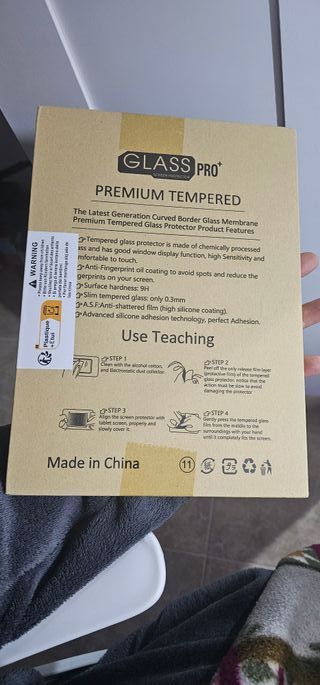 GLASS PRO+
SCREEN PROTECTOR
PREMIUM TEMPERED
The Latest Generation Curved Border Glass Membrane
Premium Tempered Glass Protector Product Features
Tempered glass protector is made of chemically processed
ass and has good window display function, high Sensitivity and
mfortable to touch.
Anti-Fingerprint oil coating to avoid spots and reduce the
gerprints on your screen.
Surface hardness: 9H
Slim tempered glass: only 0.3mm
A.S.F:Anti-shattered film (high silicone coating).
Advanced silicone adhesion technology, perfect Adhesion.
WARNING
Plastique
+Étui
Use Teaching
STEP 1
Clean with the alcohol cotton,
and Electrostatic dust collector.
STEP 2
Peel off the only release film layer
(protective film) of the tempered
glass protector, notice that the
action must be slow to avoid
damaging the protector
STEP 3
Align the screen protector with
tablet screen, properly and
slowly cover it.
STEP 4
Gently press the tempered glass
film from the middle to the
surroundings with your hand
until it completely fits the screen.
Made in China
11